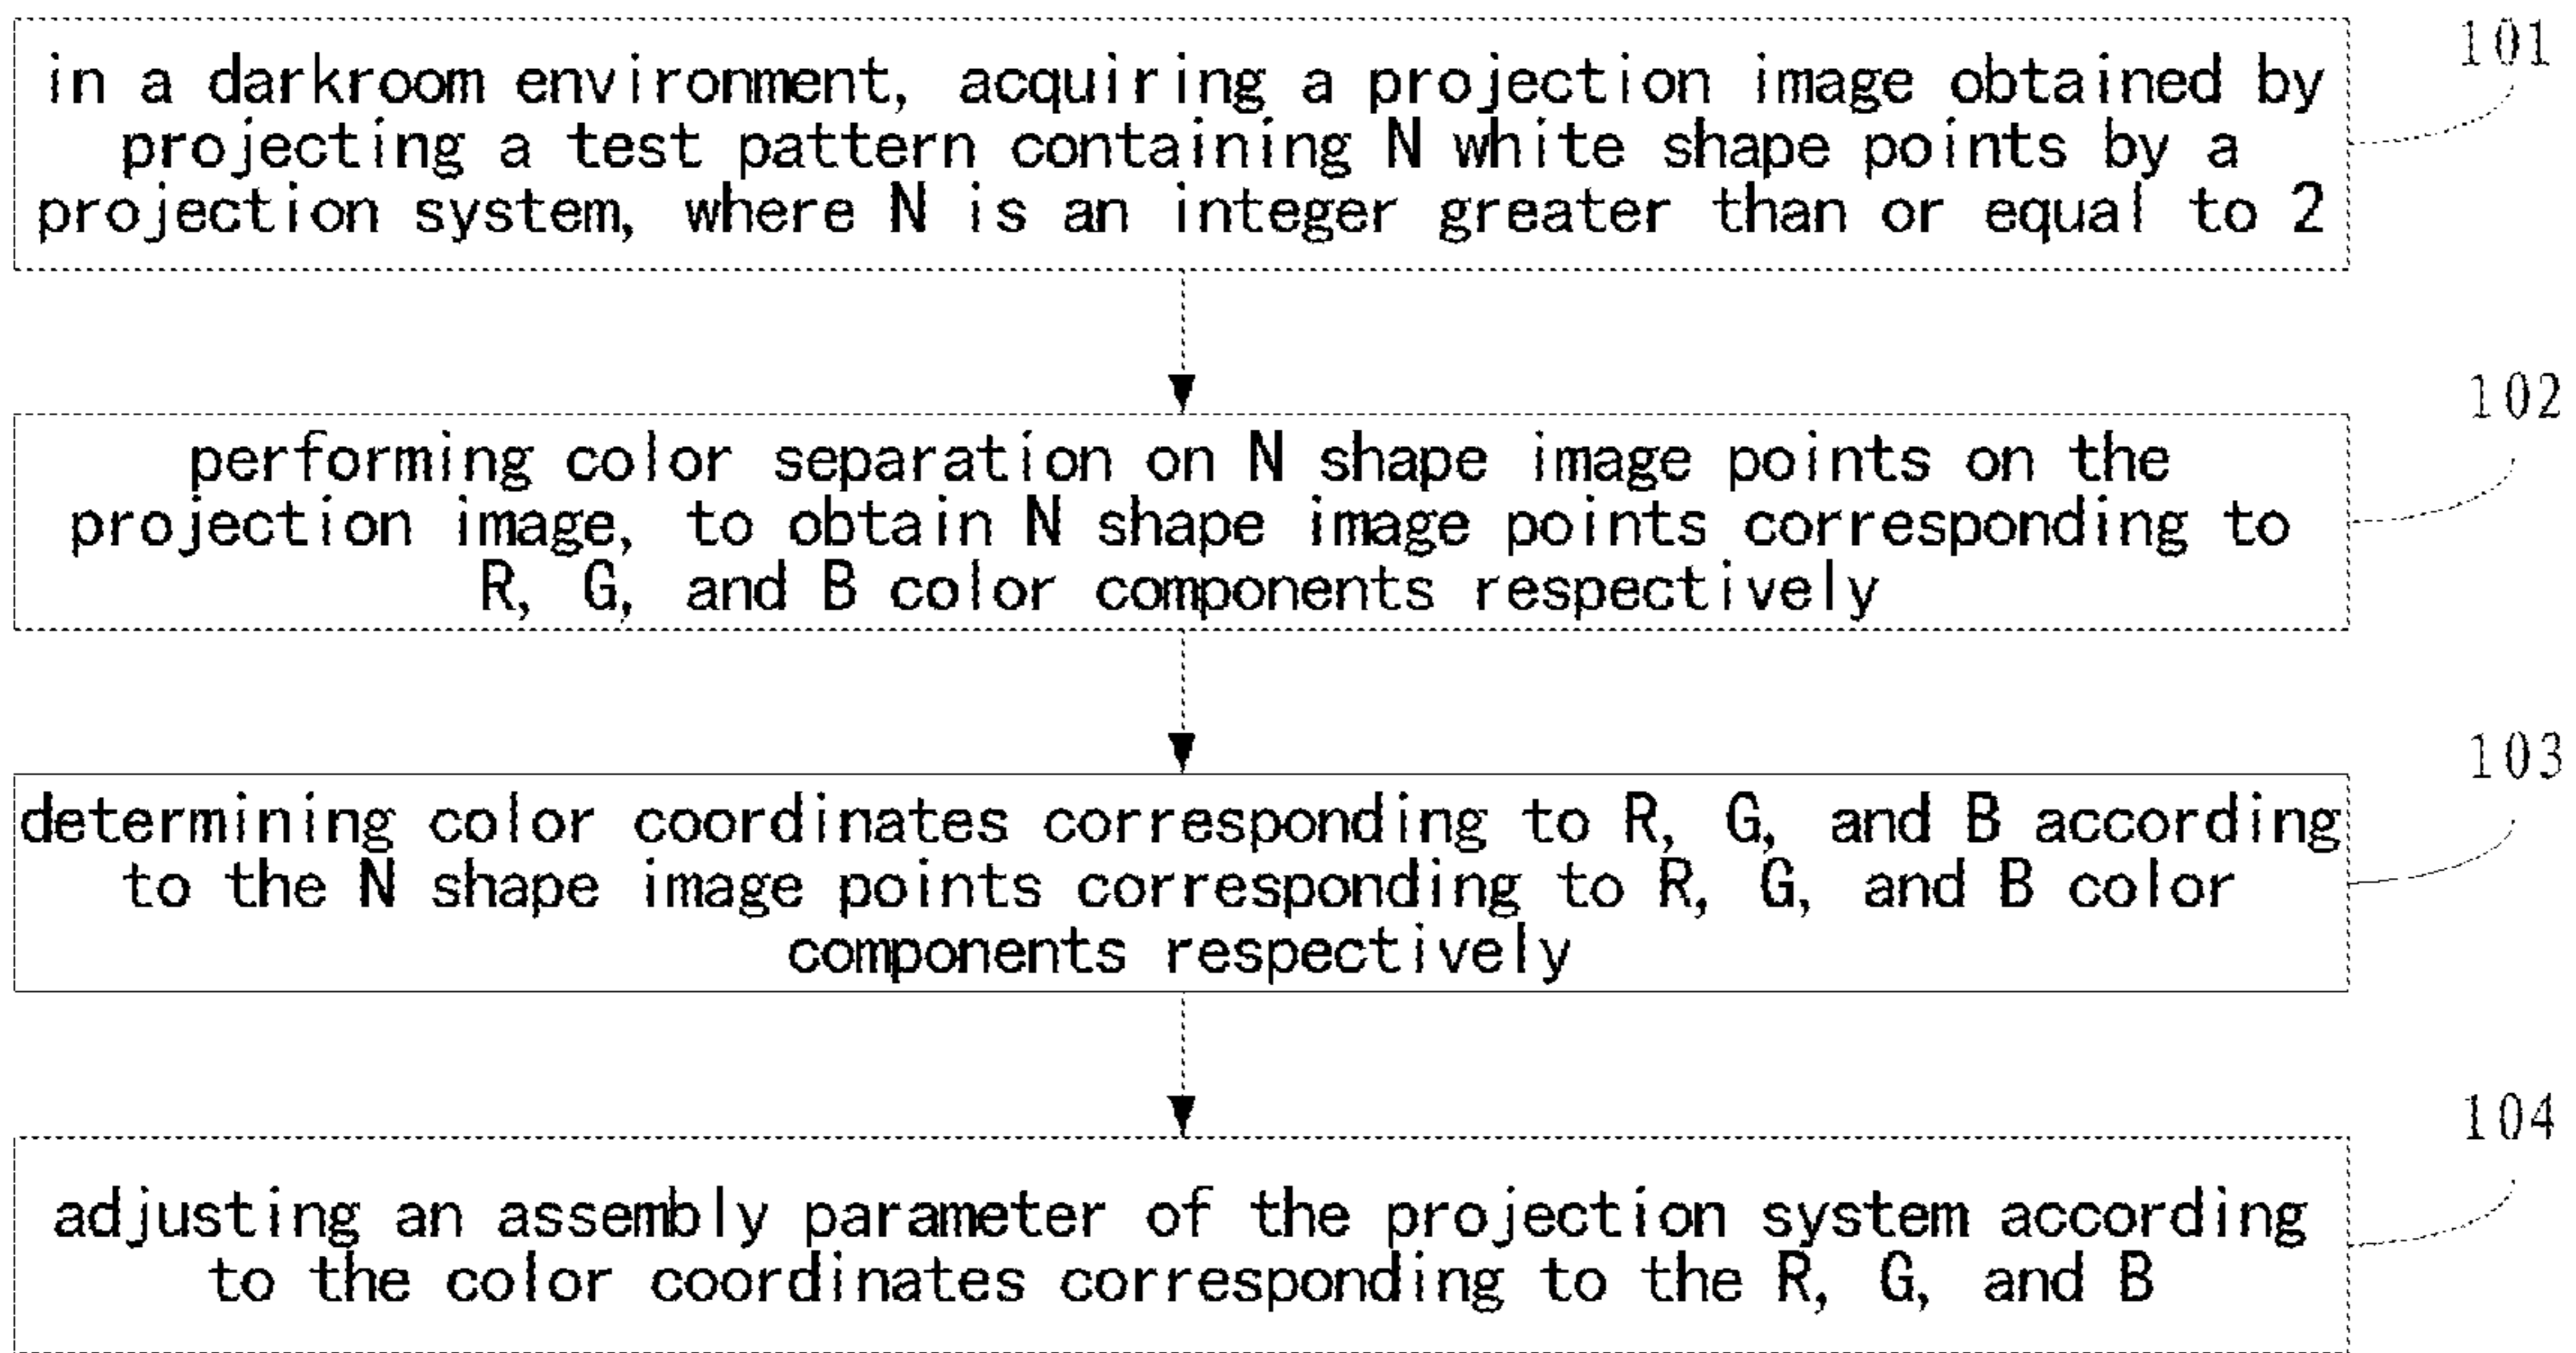 101
in a darkroom environment, acquiring a projection image obtained by
projecting a test pattern containing N white shape points by a
projection system, where N is an integer greater than or equal to 2
102
performing color separation on N shape image points on the
projection image, to obtain N shape image points corresponding to
R, G, and B color components respectively
103
determining color coordinates corresponding to R, G, and B according
to the N shape image points corresponding to R, G, and B color
components respectively
104
adjusting an assembly parameter of the projection system according
to the color coordinates corresponding to the R, G, and B